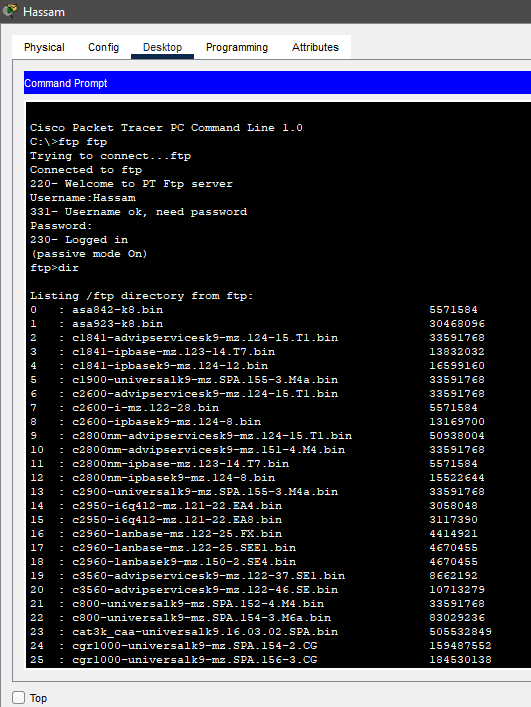 Hassam
Physical Config Desktop Programming Attributes
Command Prompt
Cisco Packet Tracer PC Command Line 1.0
C:\>ftp ftp
Trying to connect...ftp
Connected to ftp
220- Welcome to PT Ftp server
Username:Hassam
331- Username ok, need password
Password:
230- Logged in
(passive mode On)
ftp>dir
Listing /ftp directory from ftp:
0 : asa842-k8.bin 5571584
1 : asa923-k8.bin 30468096
2 : c1841-advipservicesk9-mz.124-15.T1.bin 33591768
3 : c1841-ipbase-mz.123-14.T7.bin 13832032
4 : c1841-ipbasek9-mz.124-12.bin 16599160
5 : c1900-universalk9-mz.SPA.155-3.M4a.bin 33591768
6 : c2600-advipservicesk9-mz.124-15.T1.bin 33591768
7 : c2600-i-mz.122-28.bin 5571584
8 : c2600-ipbasek9-mz.124-8.bin 13169700
9 : c2800nm-advipservicesk9-mz.124-15.T1.bin 50938004
10 : c2800nm-advipservicesk9-mz.151-4.M4.bin 33591768
11 : c2800nm-ipbase-mz.123-14.T7.bin 5571584
12 : c2800nm-ipbasek9-mz.124-8.bin 15522644
13 : c2900-universalk9-mz.SPA.155-3.M4a.bin 33591768
14 : c2950-i6q4l2-mz.121-22.EA4.bin 3058048
15 : c2950-i6q4l2-mz.121-22.EA8.bin 3117390
16 : c2960-lanbase-mz.122-25.FX.bin 4414921
17 : c2960-lanbase-mz.122-25.SEE1.bin 4670455
18 : c2960-lanbasek9-mz.150-2.SE4.bin 4670455
19 : c3560-advipservicesk9-mz.122-37.SE1.bin 8662192
20 : c3560-advipservicesk9-mz.122-46.SE.bin 10713279
21 : c800-universalk9-mz.SPA.152-4.M4.bin 33591768
22 : c800-universalk9-mz.SPA.154-3.M6a.bin 83029236
23 : cat3k_caa-universalk9.16.03.02.SPA.bin 505532849
24 : cgr1000-universalk9-mz.SPA.154-2.CG 159487552
25 : cgr1000-universalk9-mz.SPA.156-3.CG 184530138
Top